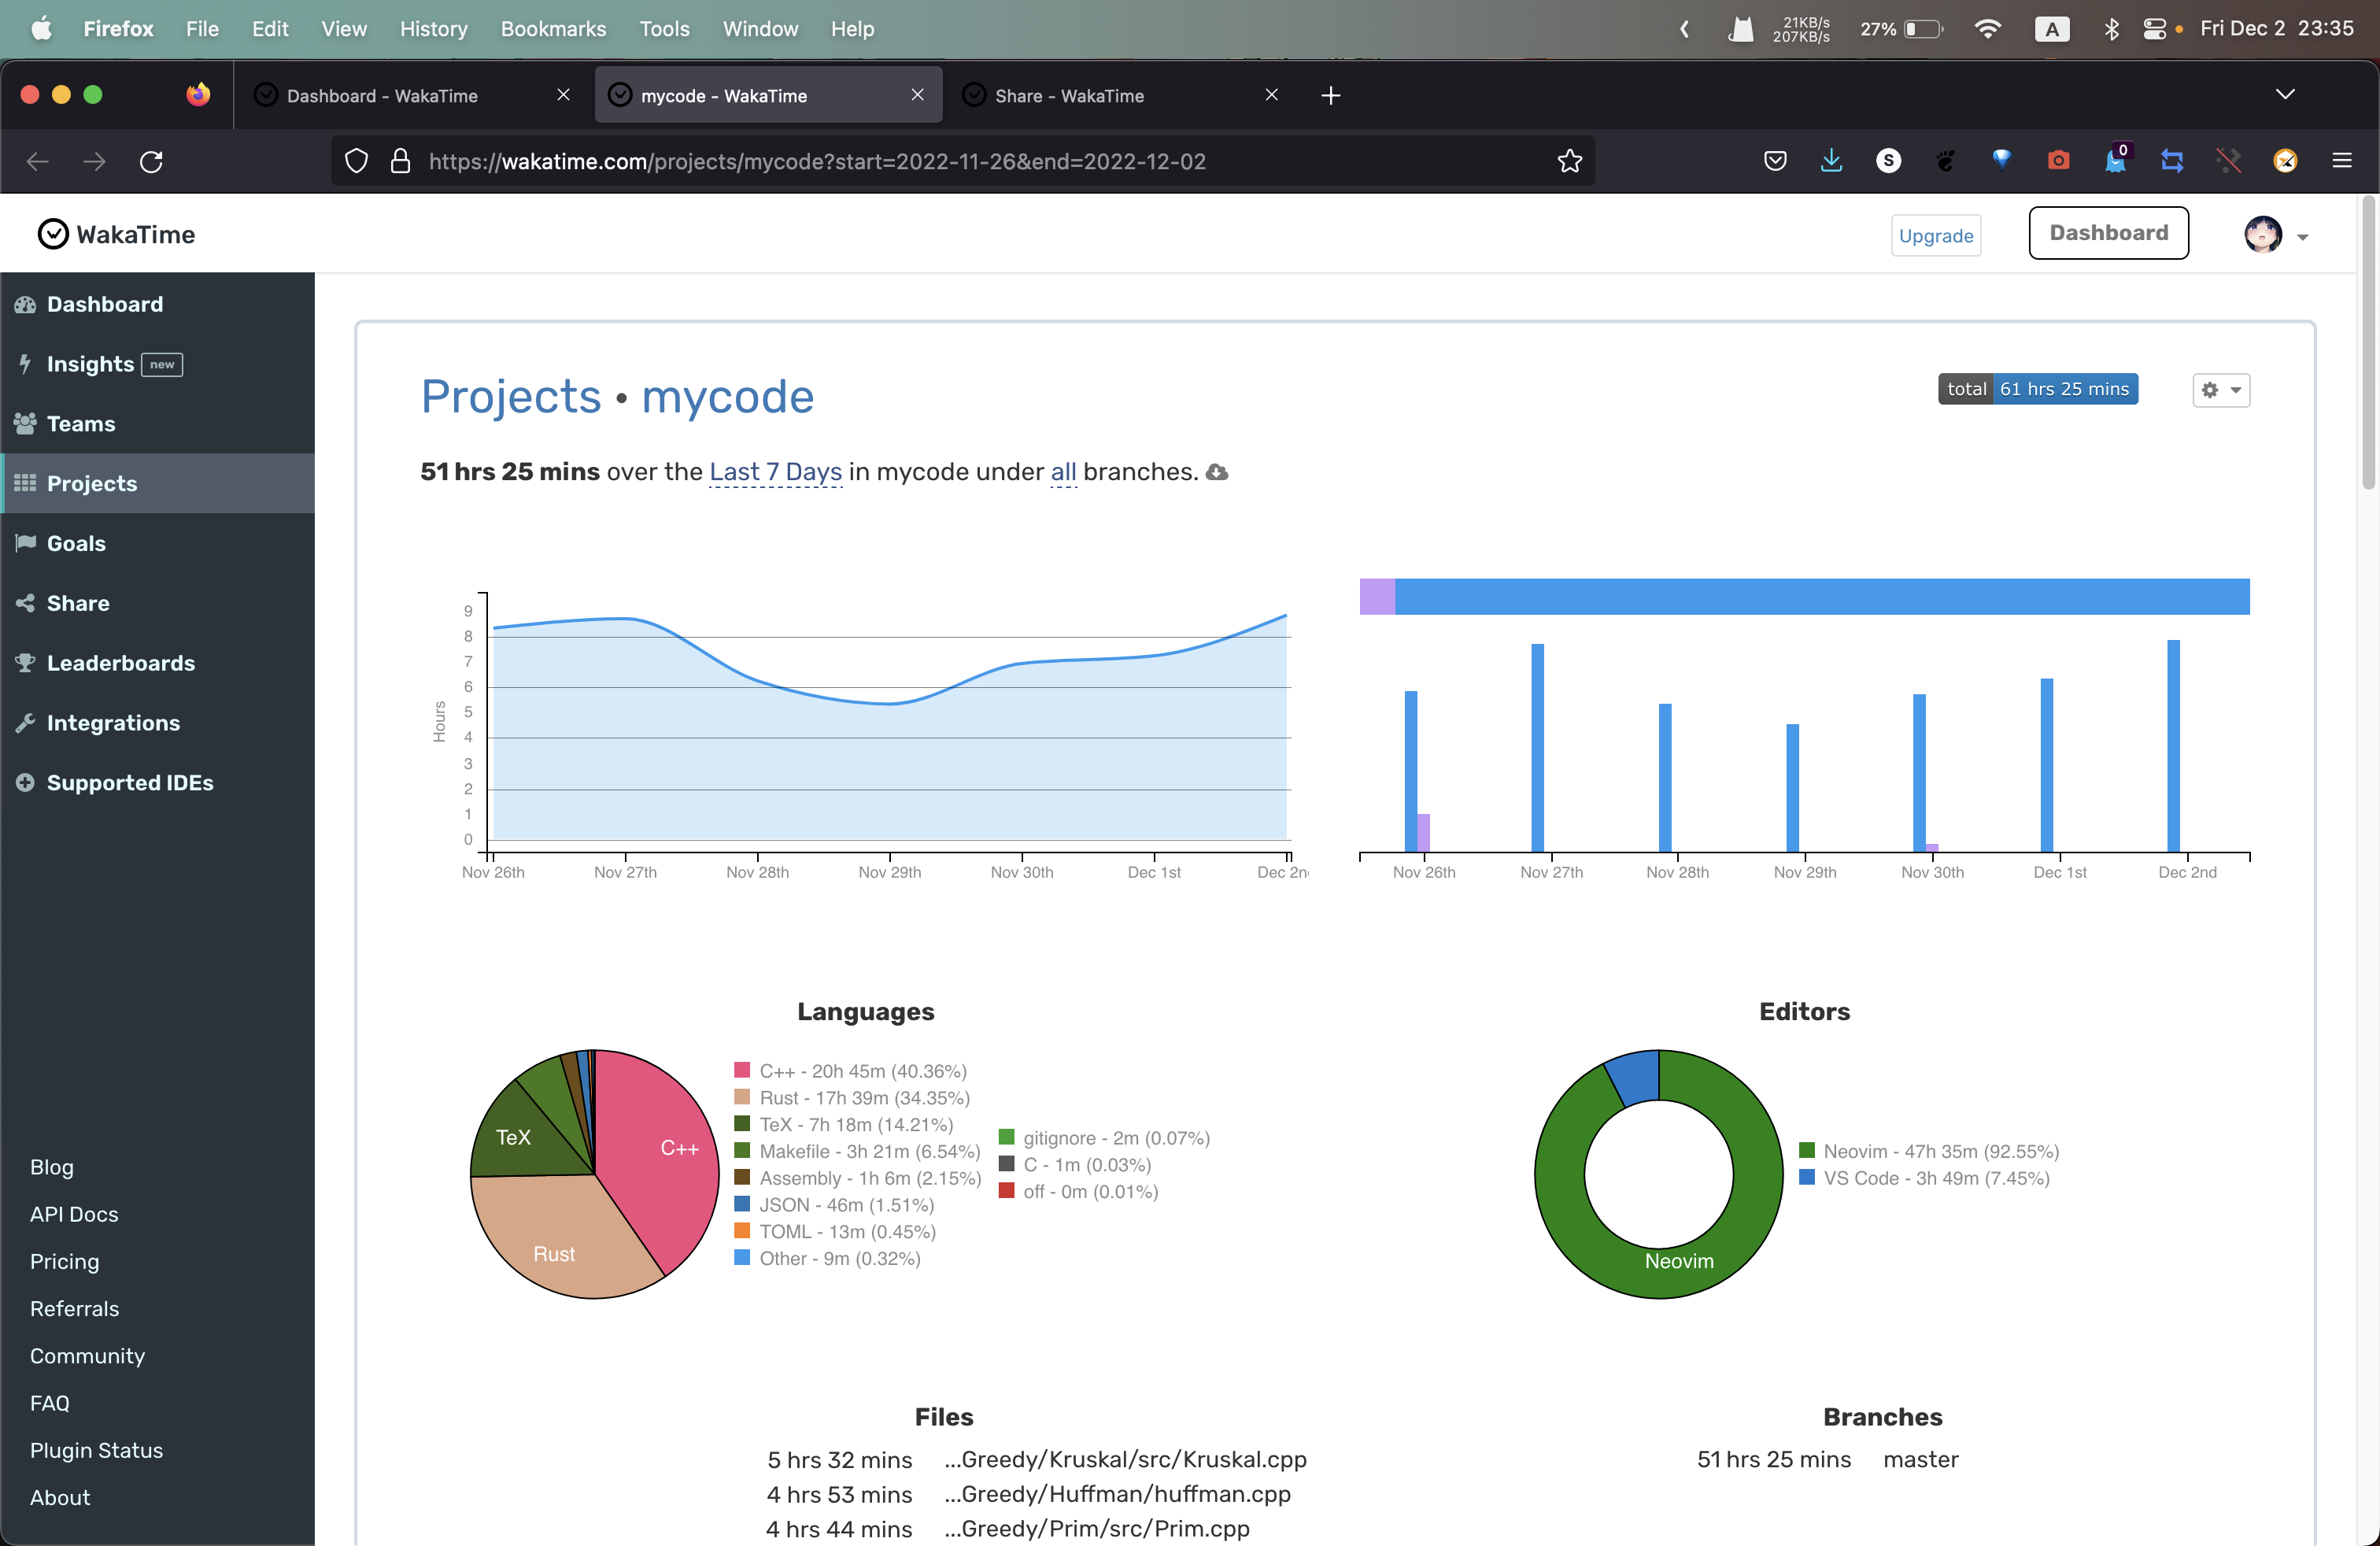 Firefox File Edit View History Bookmarks Tools Window Help 21KB/s 27% A Fri Dec 2 23:35
207KB/s
Dashboard - WakaTime mycode - WakaTime Share - WakaTime
https://wakatime.com/projects/mycode?start=2022-11-26&end=2022-12-02 S 0
WakaTime Upgrade Dashboard
Dashboard
Insights new
Teams
Projects
Goals
Share
Leaderboards
Integrations
Supported IDEs
Blog
API Docs
Pricing
Referrals
Community
FAQ
Plugin Status
About
Projects • mycode total 61 hrs 25 mins
51 hrs 25 mins over the Last 7 Days in mycode under all branches.
Hours
9
8
7
6
5
4
3
2
1
0
Nov 26th Nov 27th Nov 28th Nov 29th Nov 30th Dec 1st Dec 2n
Nov 26th Nov 27th Nov 28th Nov 29th Nov 30th Dec 1st Dec 2nd
Languages
TeX
C++
Rust
C++ - 20h 45m (40.36%)
Rust - 17h 39m (34.35%)
TeX - 7h 18m (14.21%)
Makefile - 3h 21m (6.54%)
Assembly - 1h 6m (2.15%)
JSON - 46m (1.51%)
TOML - 13m (0.45%)
Other - 9m (0.32%)
gitignore - 2m (0.07%)
C - 1m (0.03%)
off - 0m (0.01%)
Editors
Neovim
Neovim - 47h 35m (92.55%)
VS Code - 3h 49m (7.45%)
Files
5 hrs 32 mins ...Greedy/Kruskal/src/Kruskal.cpp
4 hrs 53 mins ...Greedy/Huffman/huffman.cpp
4 hrs 44 mins ...Greedy/Prim/src/Prim.cpp
Branches
51 hrs 25 mins master